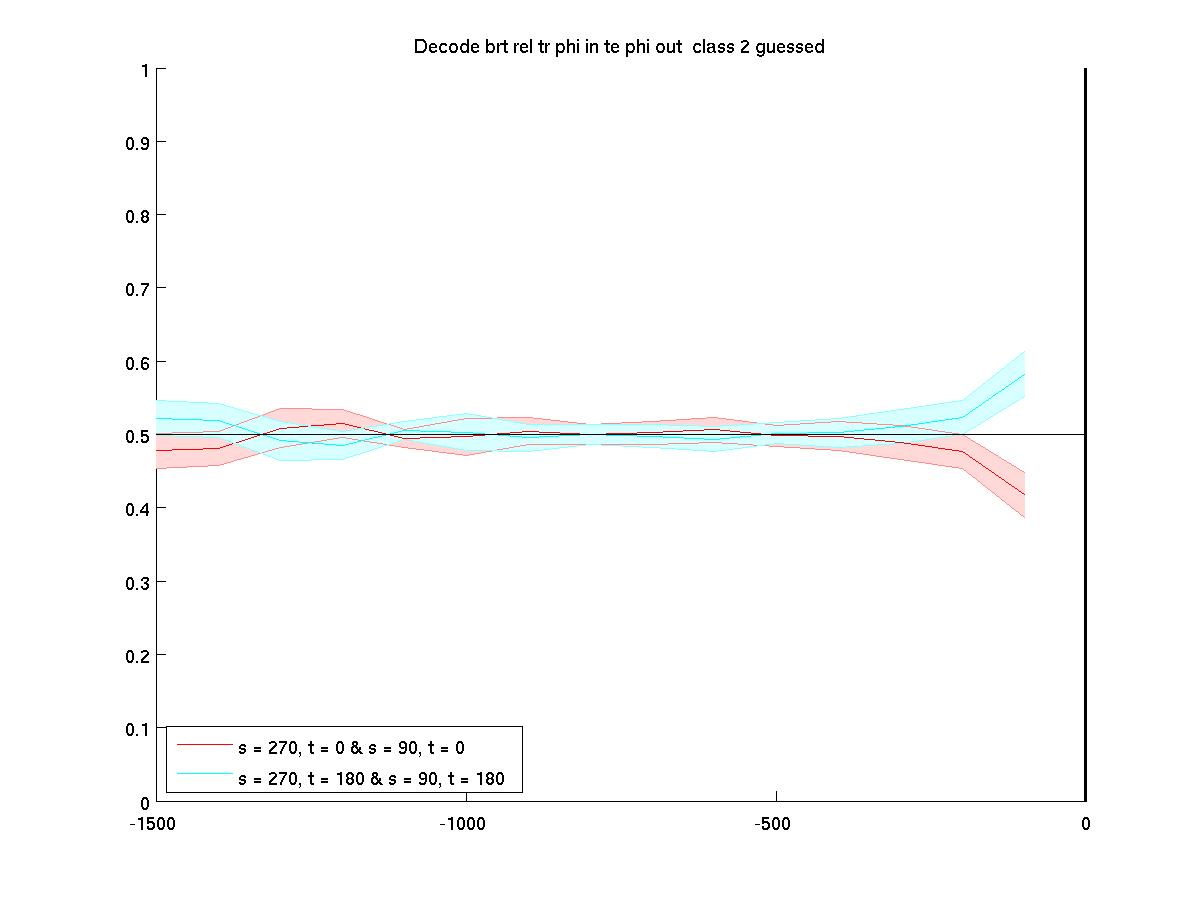 Decode brt rel tr phi in te phi out  class 2 guessed
1
0.9
0.8
0.7
0.6
0.5
0.4
0.3
0.2
0.1
0
s = 270, t = 0 & s = 90, t = 0
s = 270, t = 180 & s = 90, t = 180
-1500 -1000 -500 0